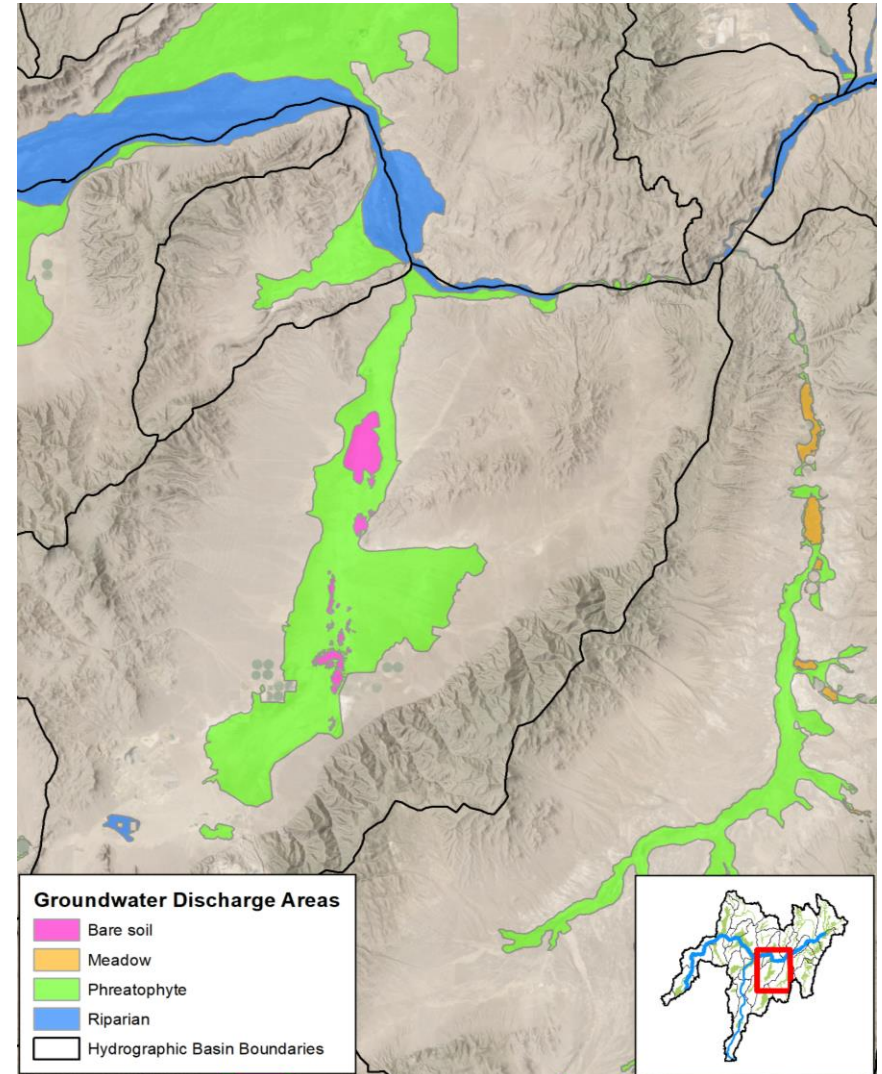 Groundwater Discharge Areas
Bare soil
Meadow
Phreatophyte
Riparian
Hydrographic Basin Boundaries